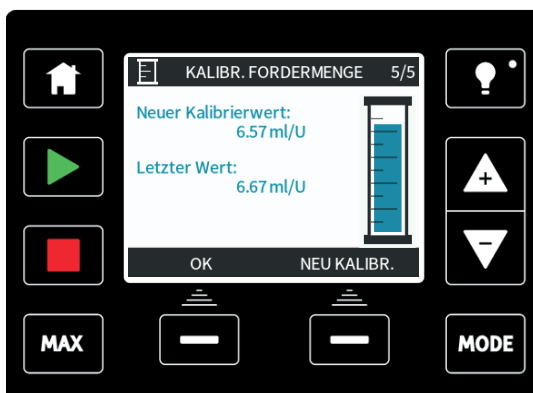 KALIBR. FORDERMENGE 5/5
Neuer Kalibrierwert:
6.57 ml/U
Letzter Wert:
6.67 ml/U
OK NEU KALIBR.
MAX MODE